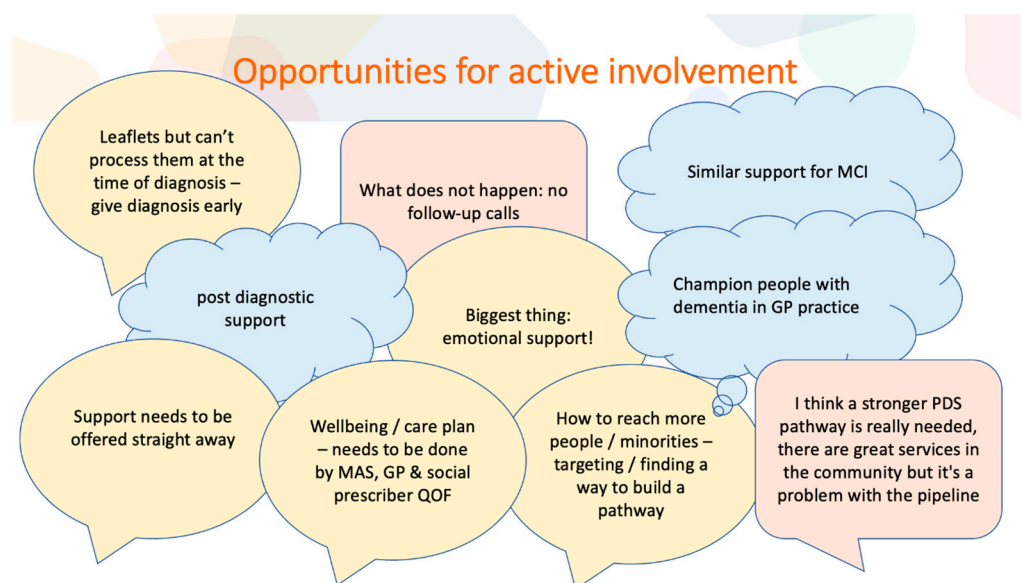 Opportunities for active involvement
Leaflets but can’t
process them at the
time of diagnosis –
give diagnosis early
What does not happen: no
follow-up calls
Similar support for MCI
post diagnostic
support
Biggest thing:
emotional support!
Champion people with
dementia in GP practice
Support needs to be
offered straight away
Wellbeing / care plan
– needs to be done
by MAS, GP & social
prescriber QOF
How to reach more
people / minorities –
targeting / finding a
way to build a
pathway
I think a stronger PDS
pathway is really needed,
there are great services in
the community but it's a
problem with the pipeline